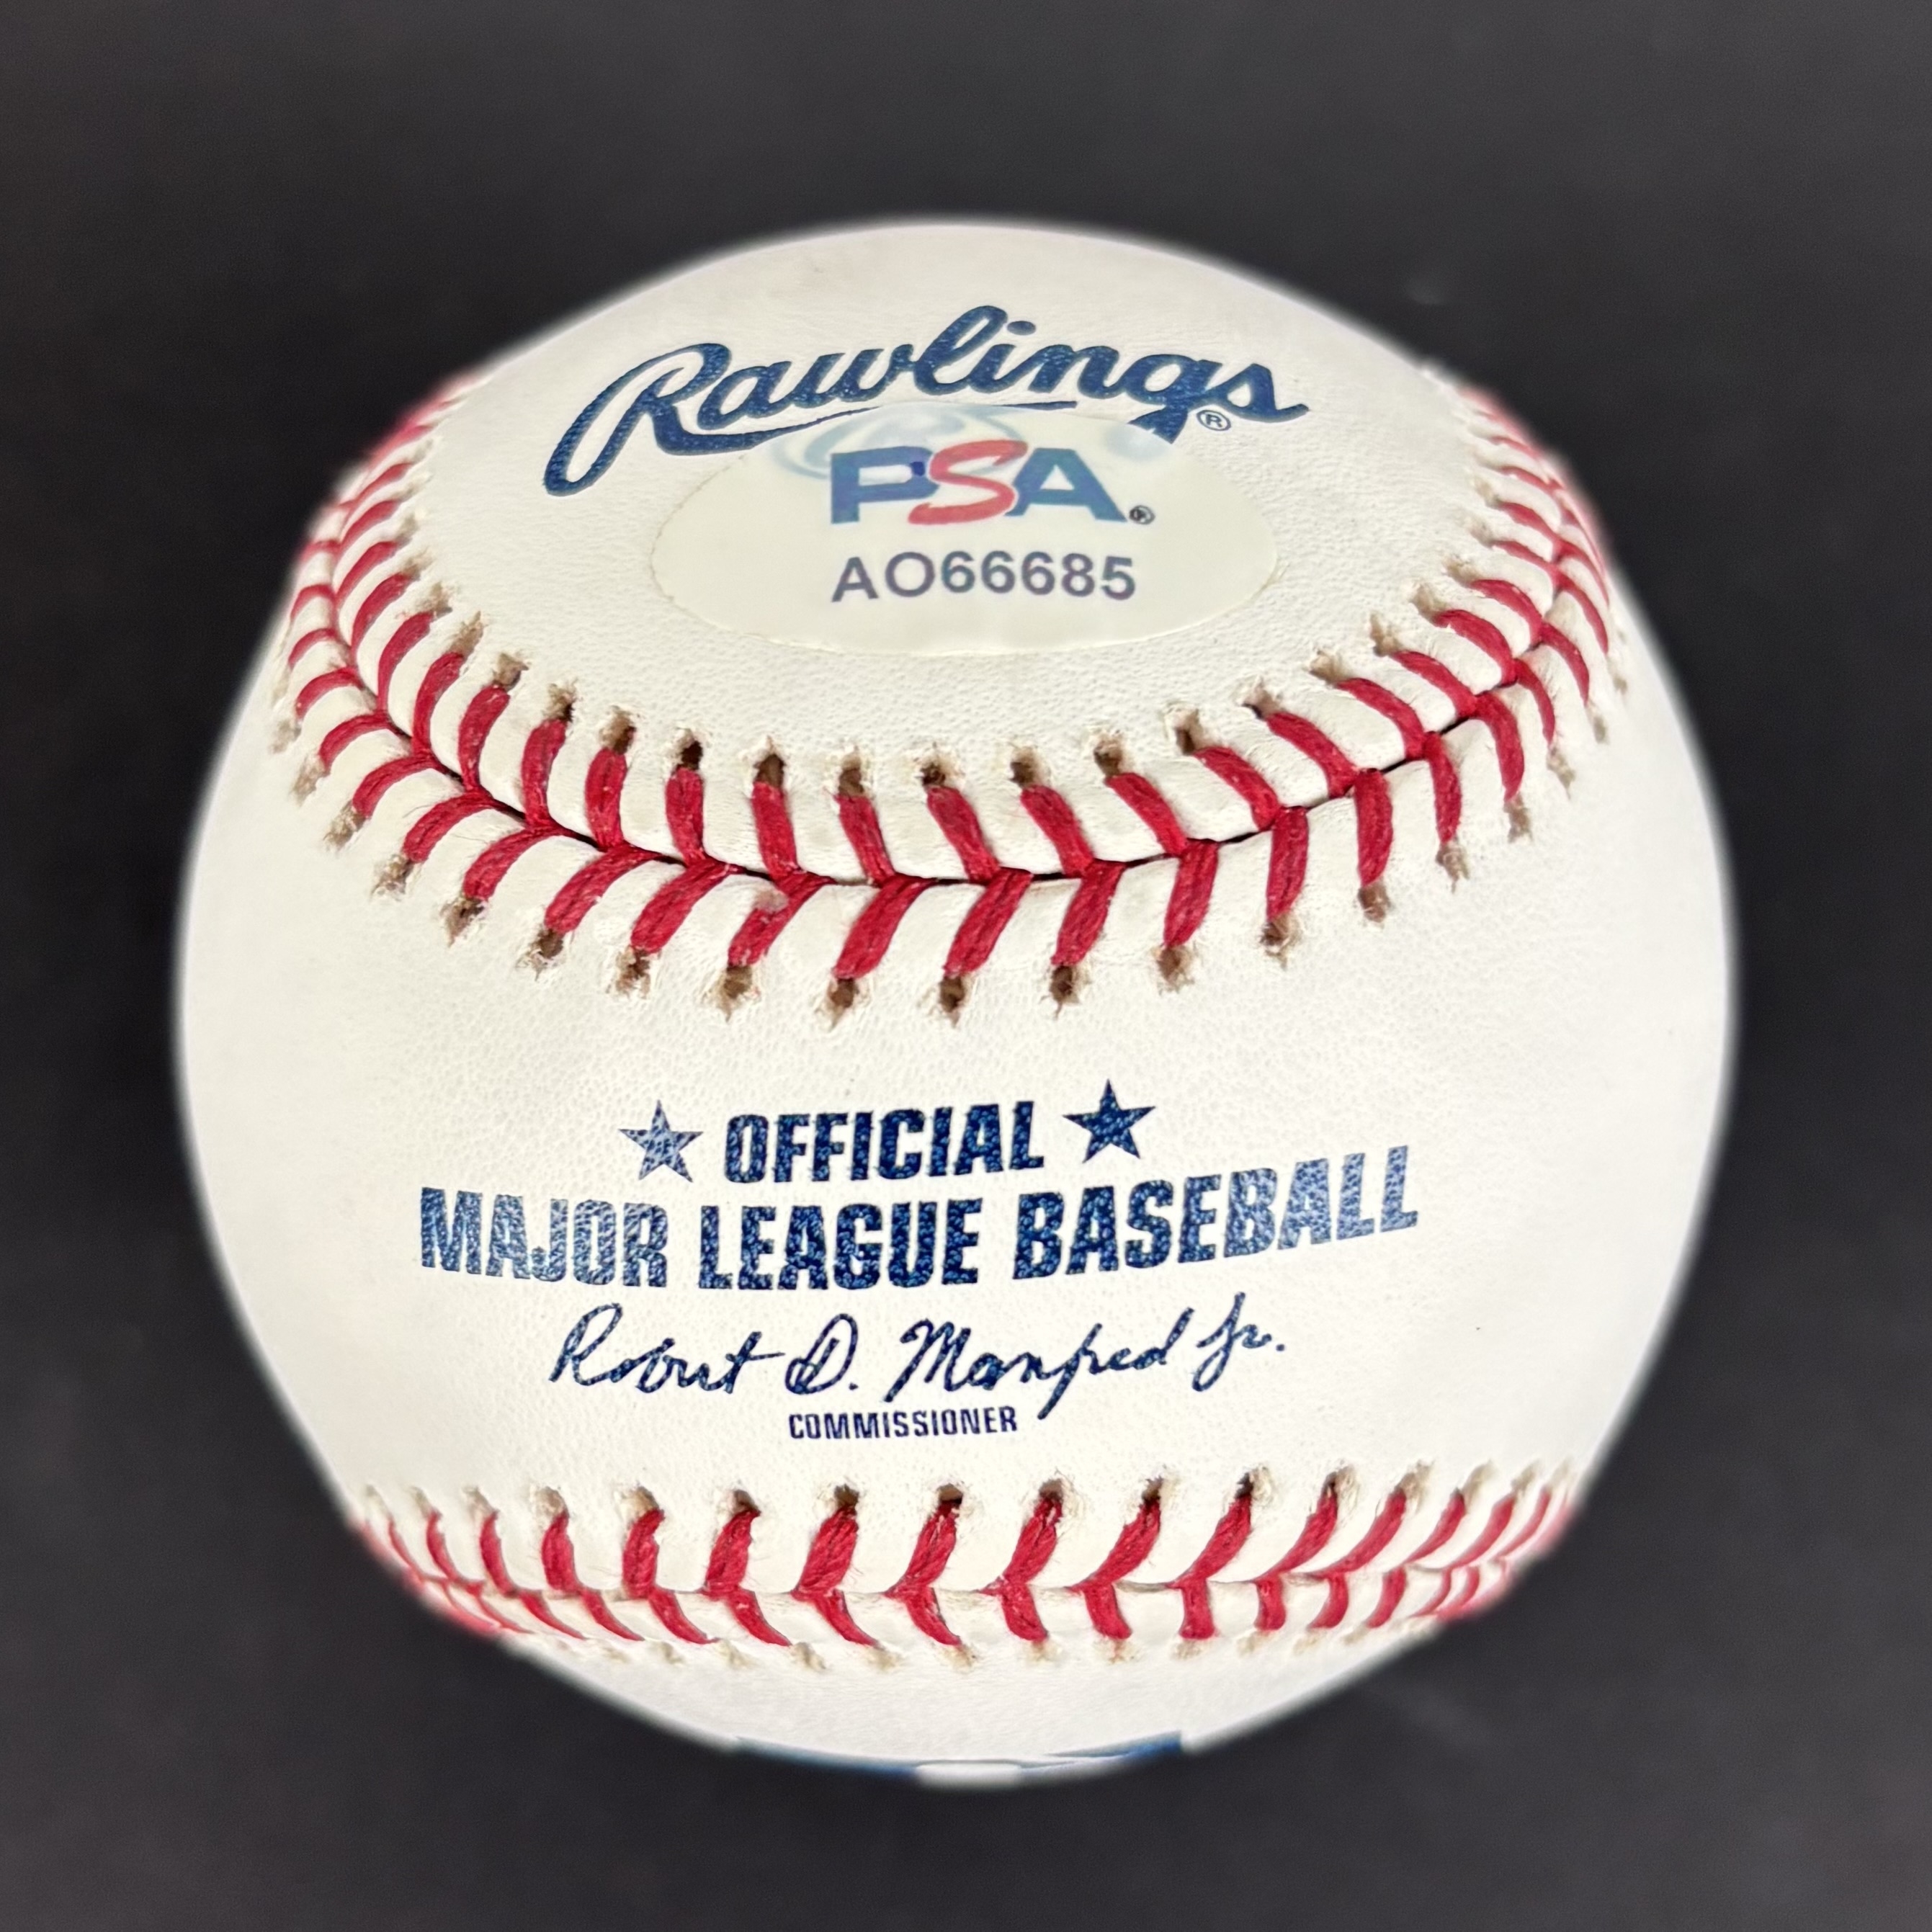 Rawlings®
PSA®
AO66685
★ OFFICIAL ★
MAJOR LEAGUE BASEBALL
Robert D. Manfred Jr.
COMMISSIONER